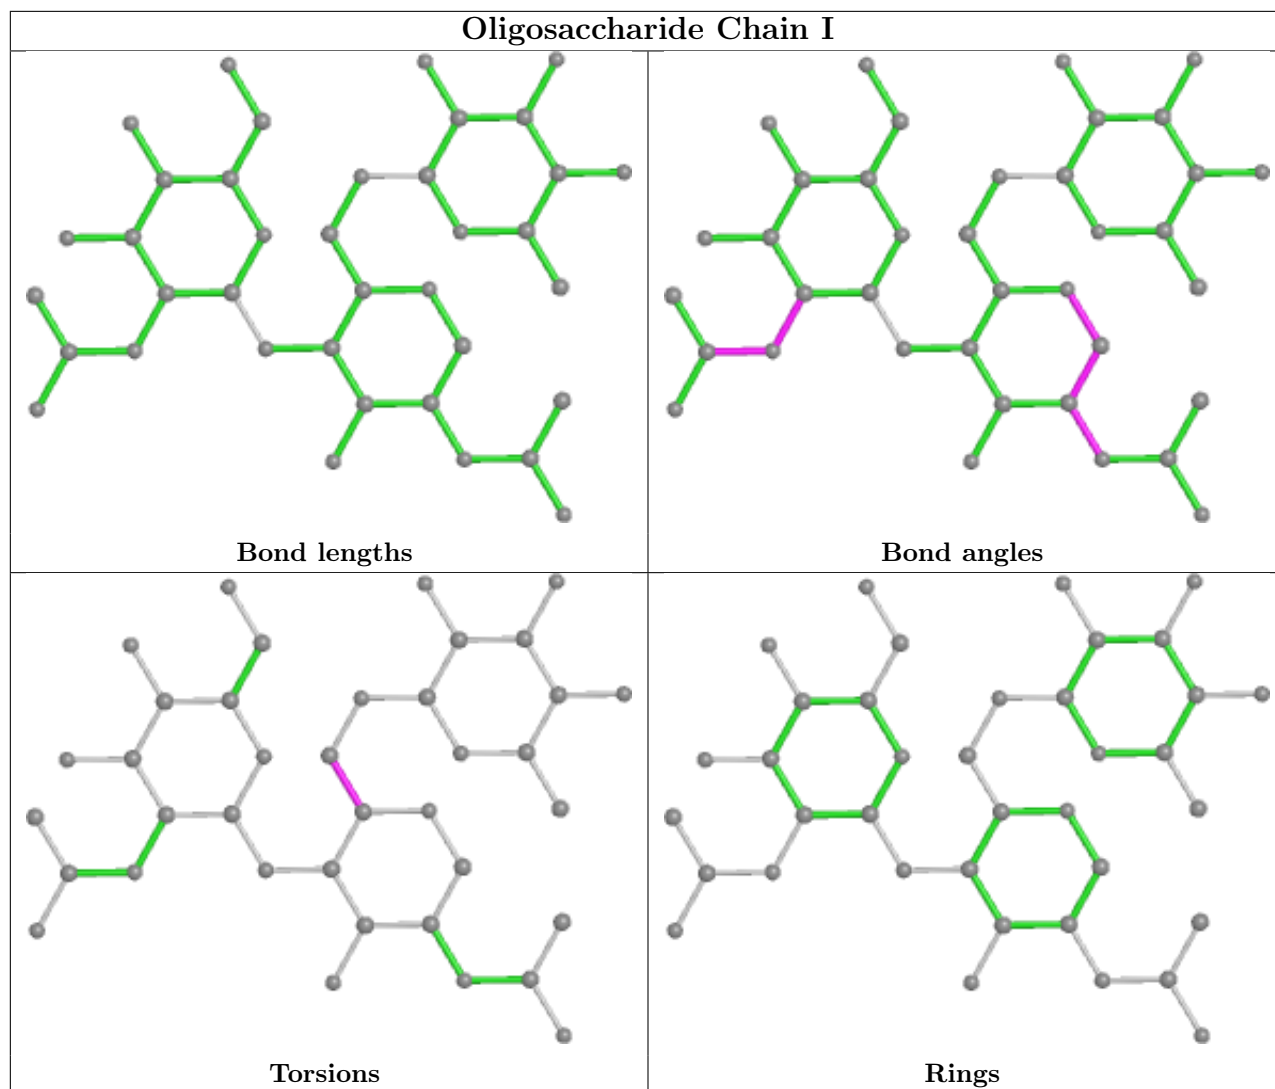 Oligosaccharide Chain I
Bond lengths
Bond angles
Torsions
Rings